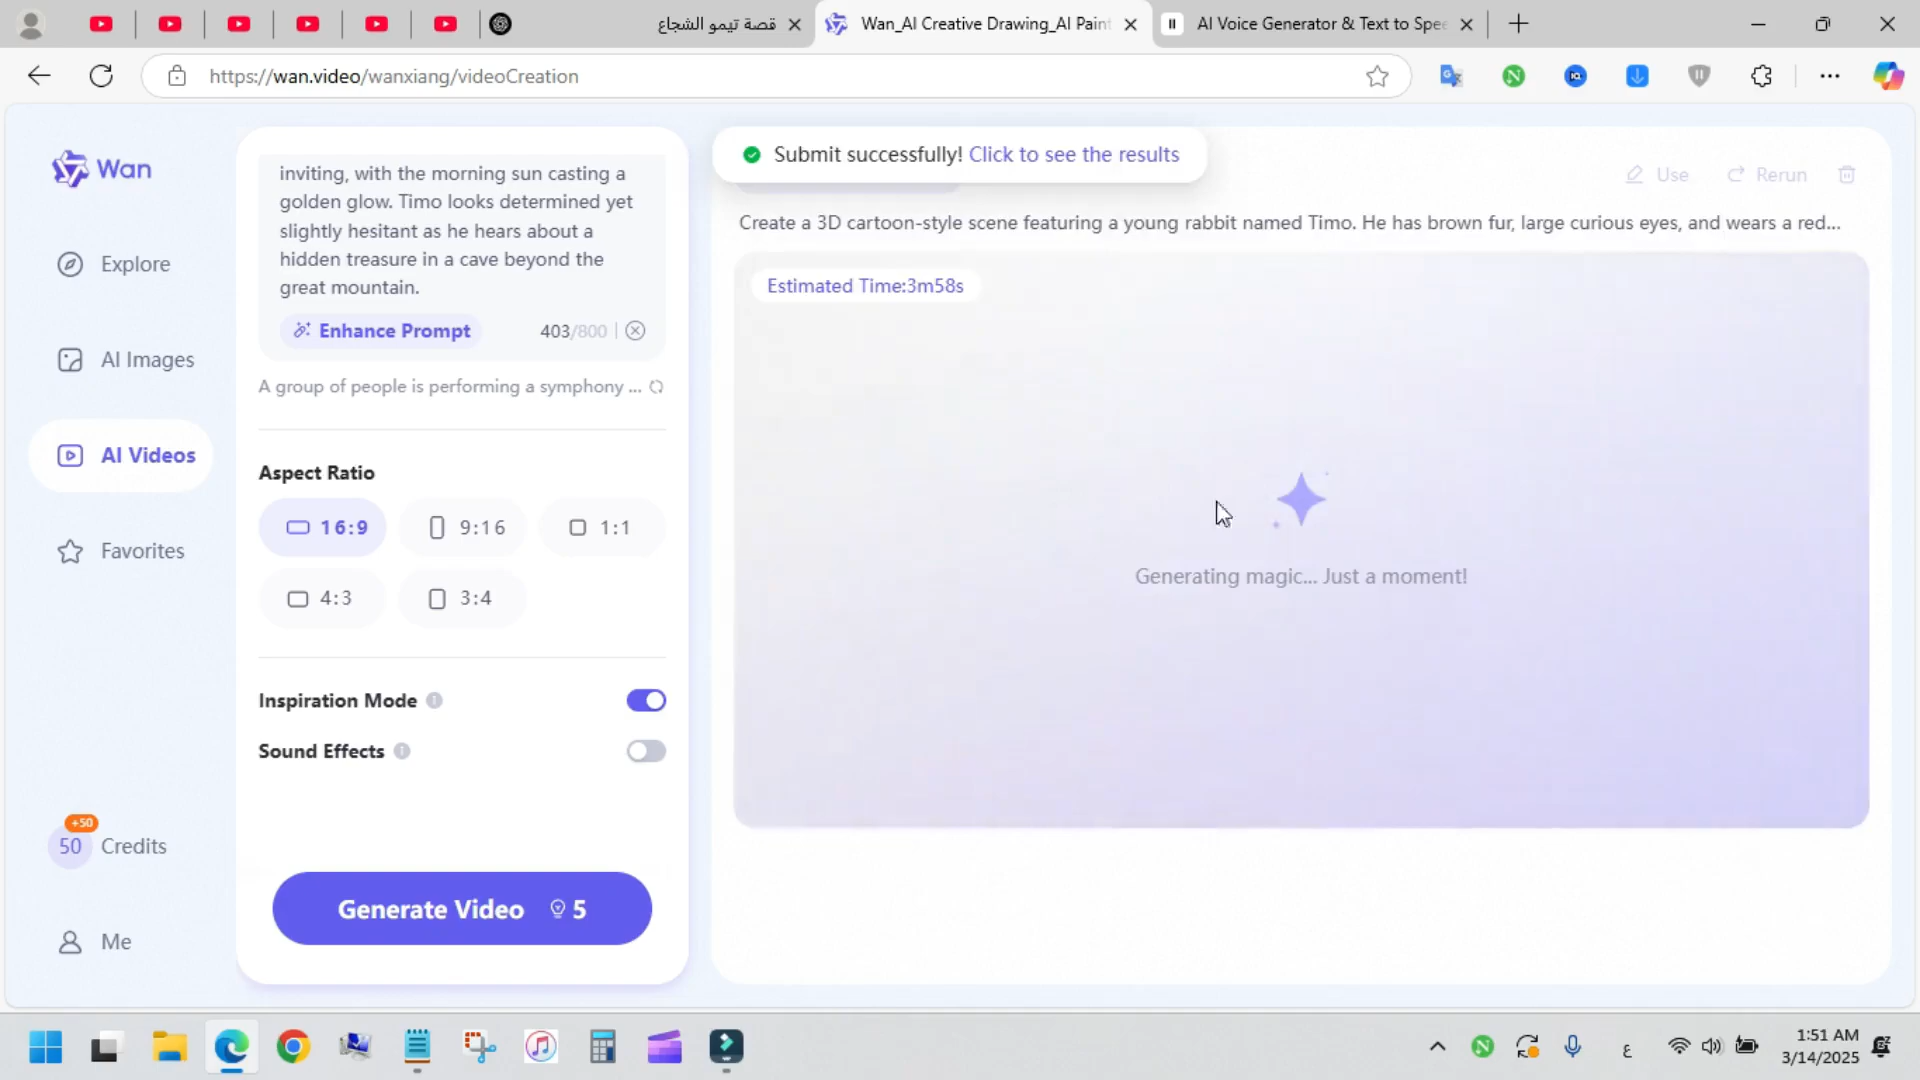 قصة تيمو الشجاع
Wan_AI Creative Drawing_AI Paint
AI Voice Generator & Text to Spee
https://wan.video/wanxiang/videoCreation
Wan
Explore
AI Images
AI Videos
Favorites
+50
50 Credits
Me
inviting, with the morning sun casting a
golden glow. Timo looks determined yet
slightly hesitant as he hears about a
hidden treasure in a cave beyond the
great mountain.
Enhance Prompt 403/800
A group of people is performing a symphony ...
Aspect Ratio
16:9 9:16 1:1
4:3 3:4
Inspiration Mode
Sound Effects
Generate Video 5
Submit successfully! Click to see the results
Use Rerun
Create a 3D cartoon-style scene featuring a young rabbit named Timo. He has brown fur, large curious eyes, and wears a red...
Estimated Time:3m58s
Generating magic... Just a moment!
ع
1:51 AM
3/14/2025